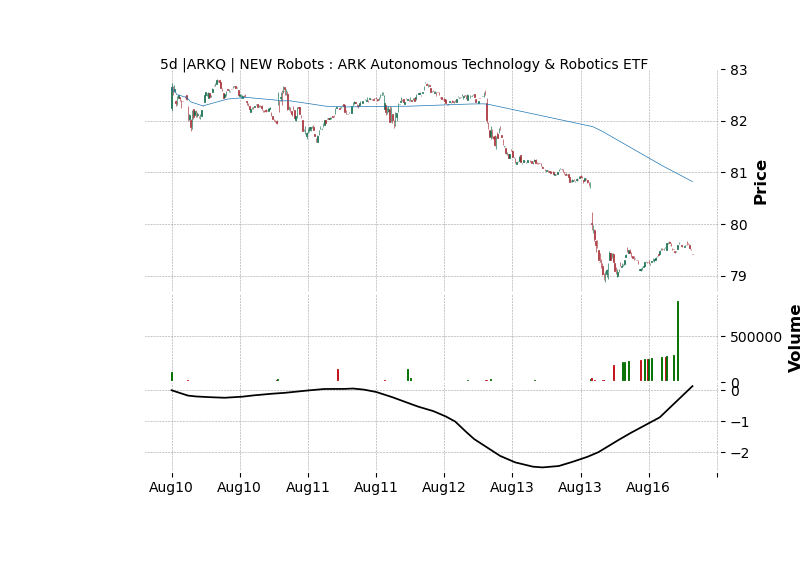 5d |ARKQ | NEW Robots : ARK Autonomous Technology & Robotics ETF
83
82
81
80
79
Price
500000
0
Volume
0
−1
−2
Aug10 Aug10 Aug11 Aug11 Aug12 Aug13 Aug13 Aug16